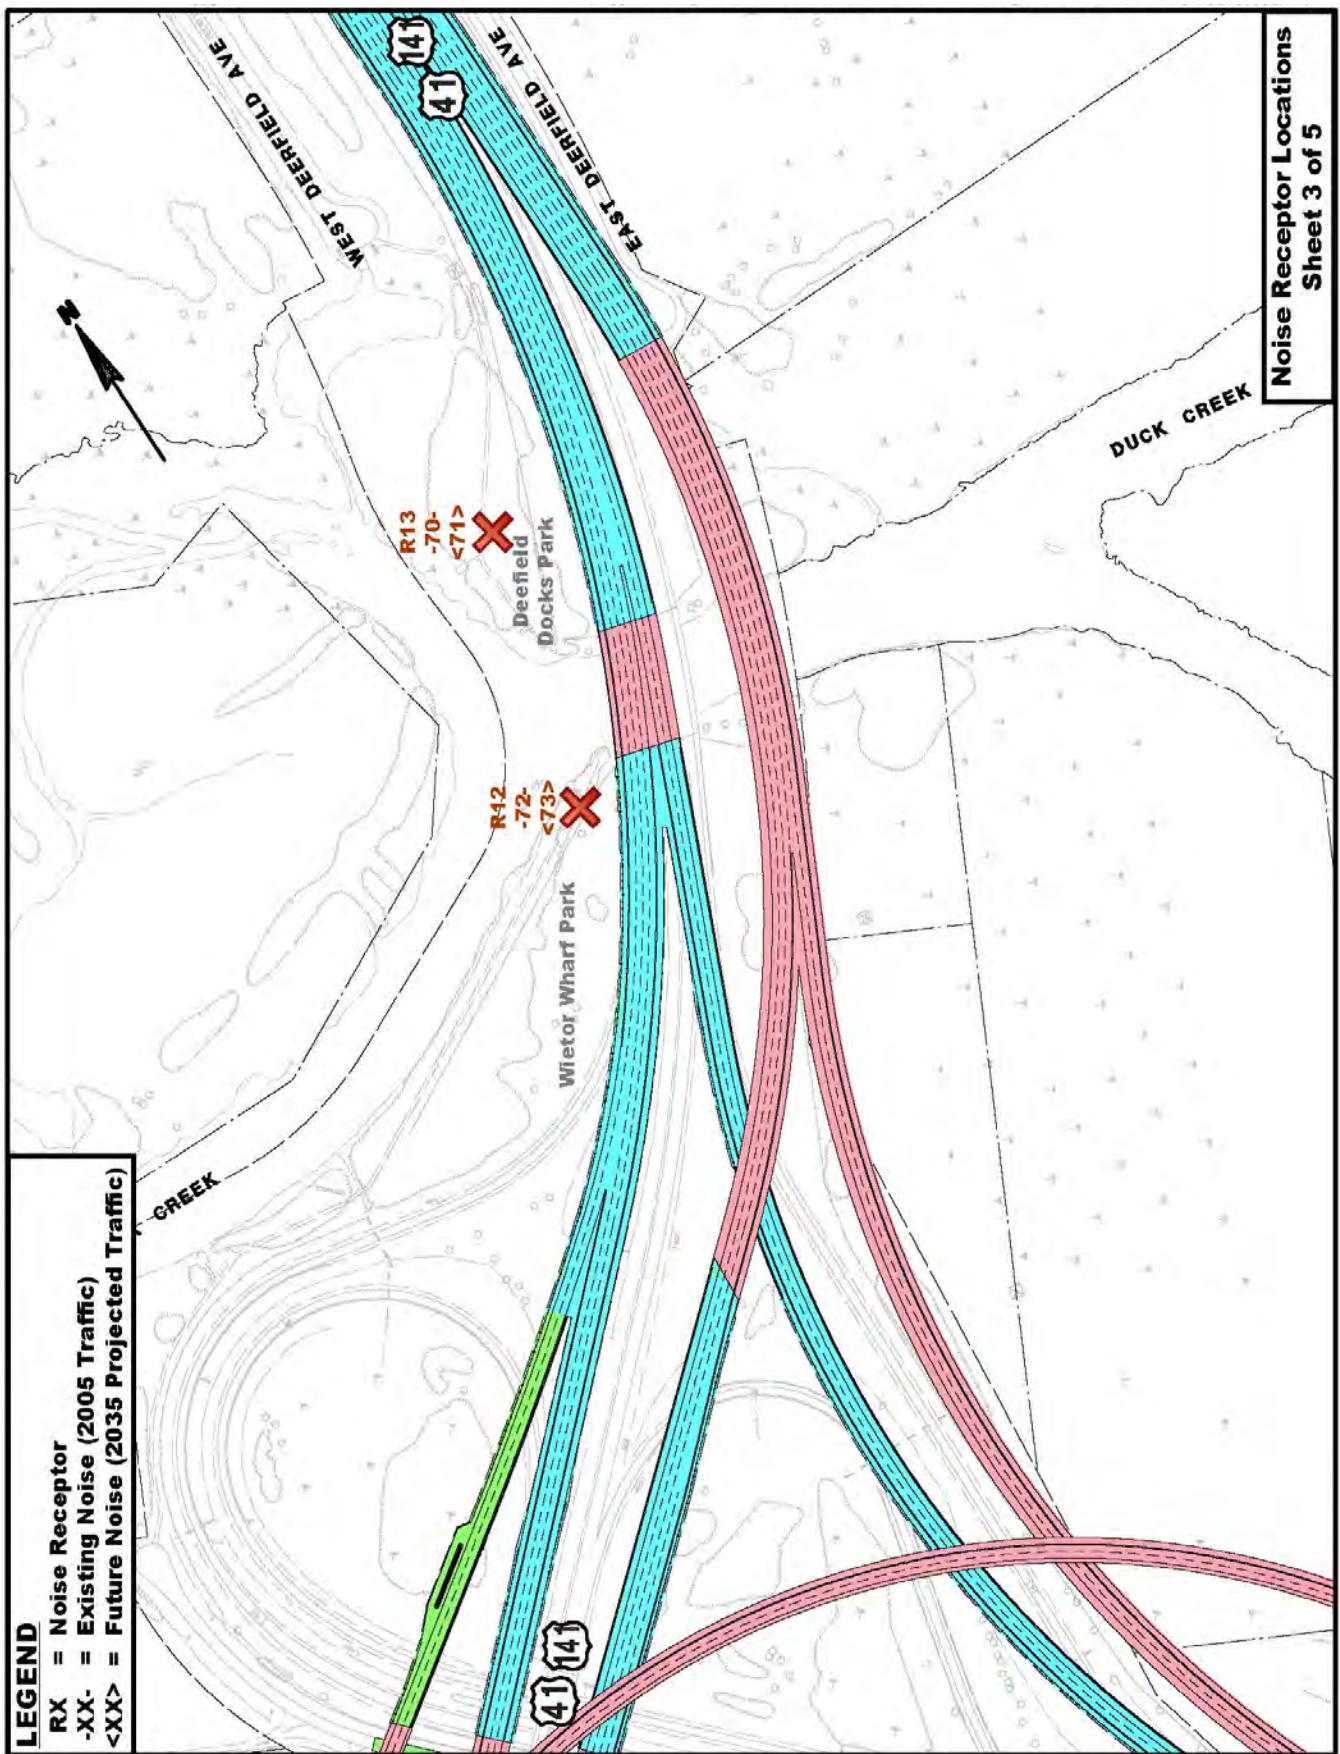 LEGEND
RX = Noise Receptor
-XX- = Existing Noise (2005 Traffic)
<XX> = Future Noise (2035 Projected Traffic)
CREEK
Wietor Wharf Park
R12
-72-
<73>
R13
-70-
<71>
Deefield
Docks Park
N
WEST DEERFIELD AVE
EAST DEERFIELD AVE
141
41
41
141
DUCK CREEK
Noise Receptor Locations
Sheet 3 of 5